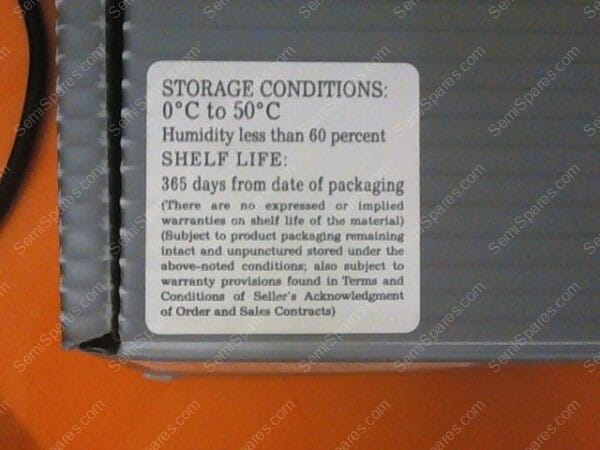 STORAGE CONDITIONS:
0°C to 50°C
Humidity less than 60 percent
SHELF LIFE:
365 days from date of packaging
(There are no expressed or implied
warranties on shelf life of the material)
(Subject to product packaging remaining
intact and unpunctured stored under the
above-noted conditions; also subject to
warranty provisions found in Terms and
Conditions of Seller's Acknowledgment
of Order and Sales Contracts)
SemiSpares.com